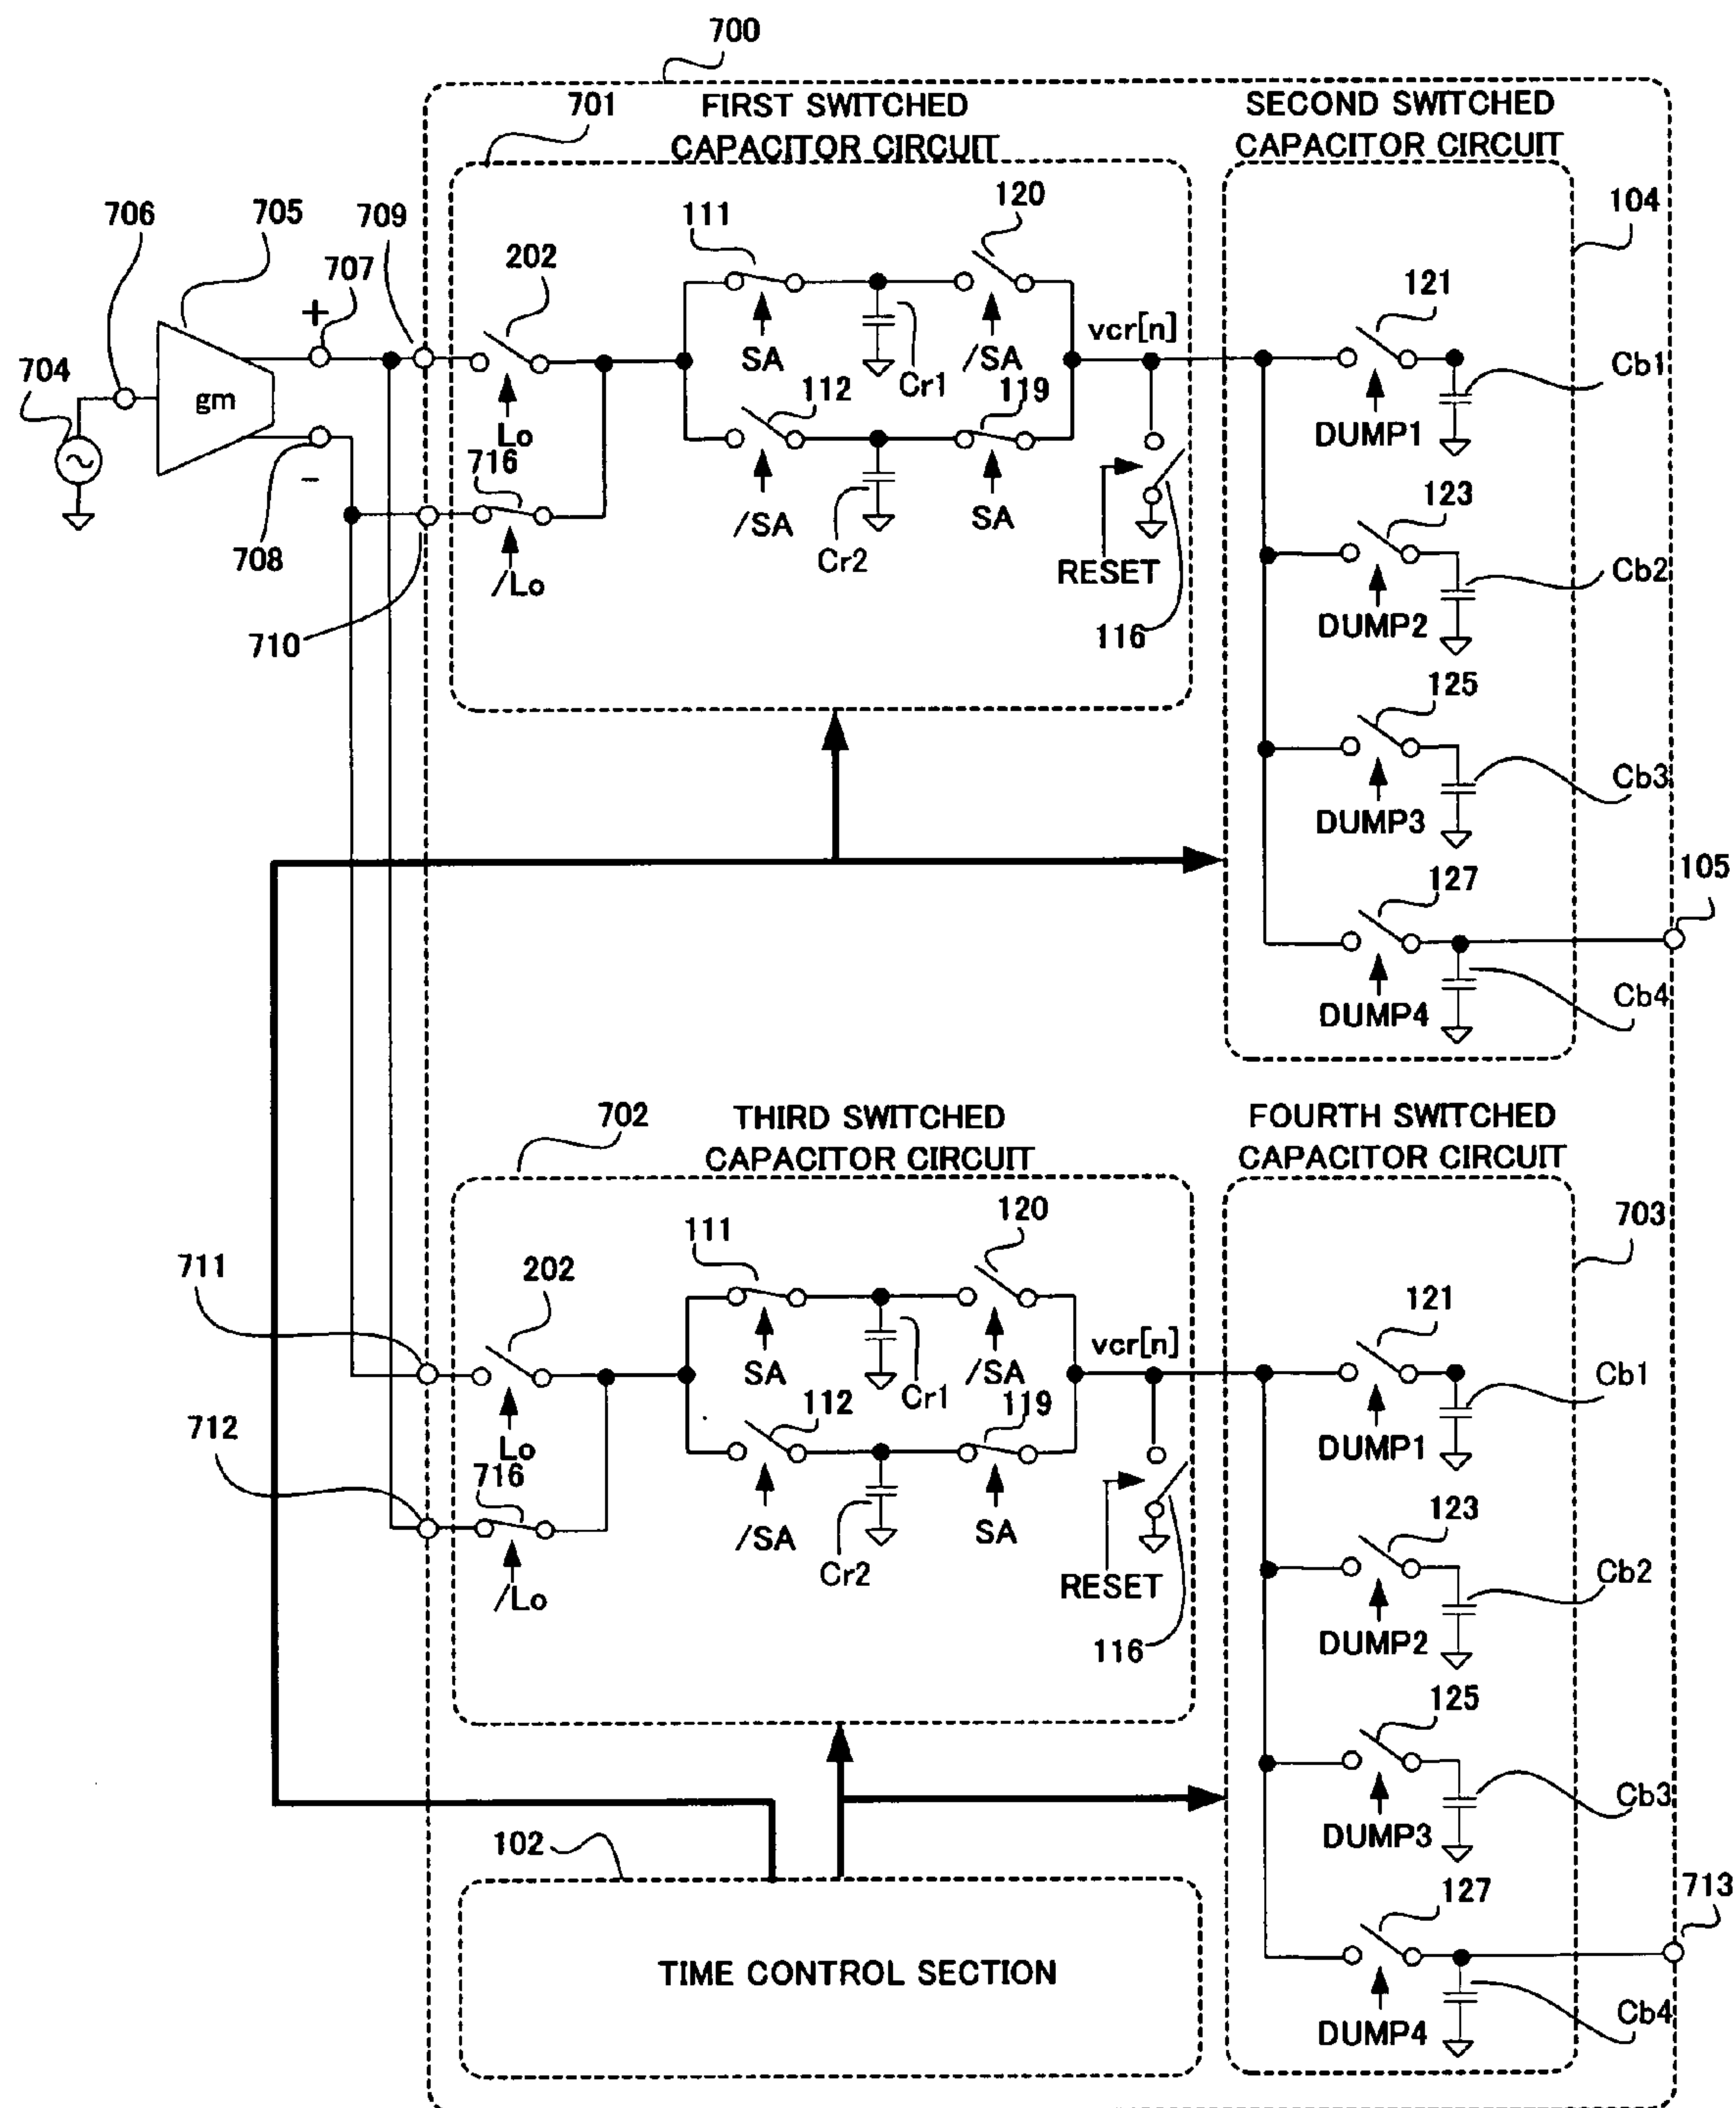 700
701
FIRST SWITCHED
CAPACITOR CIRCUIT
SECOND SWITCHED
CAPACITOR CIRCUIT
706
705
709
707
704
gm
+
-
708
710
202
Lo
716
/Lo
111
SA
120
/SA
Cr1
112
/SA
119
SA
Cr2
vcr[n]
RESET
116
104
121
DUMP1
Cb1
123
DUMP2
Cb2
125
DUMP3
Cb3
127
DUMP4
Cb4
105
702
THIRD SWITCHED
CAPACITOR CIRCUIT
FOURTH SWITCHED
CAPACITOR CIRCUIT
711
712
202
Lo
716
/Lo
111
SA
120
/SA
Cr1
112
/SA
119
SA
Cr2
vcr[n]
RESET
116
703
121
DUMP1
Cb1
123
DUMP2
Cb2
125
DUMP3
Cb3
127
DUMP4
Cb4
713
102
TIME CONTROL SECTION